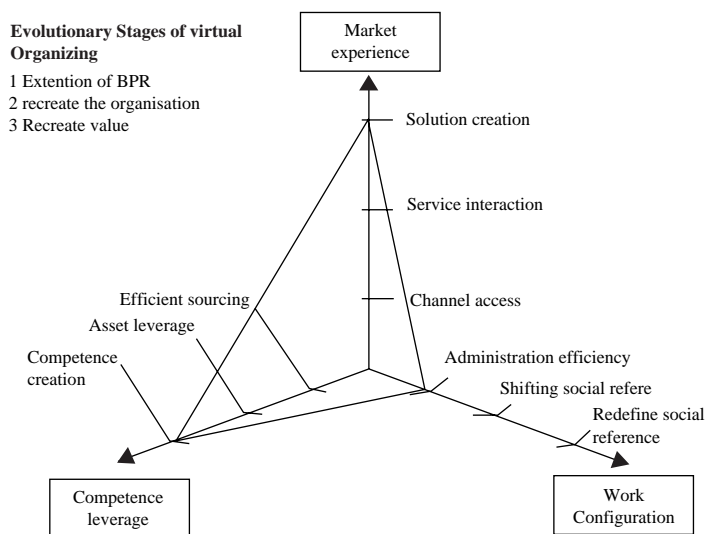 Evolutionary Stages of virtual
Organizing
1 Extention of BPR
2 recreate the organisation
3 Recreate value
Market
experience
Solution creation
Service interaction
Channel access
Efficient sourcing
Asset leverage
Competence
creation
Administration efficiency
Shifting social refere
Redefine social
reference
Competence
leverage
Work
Configuration